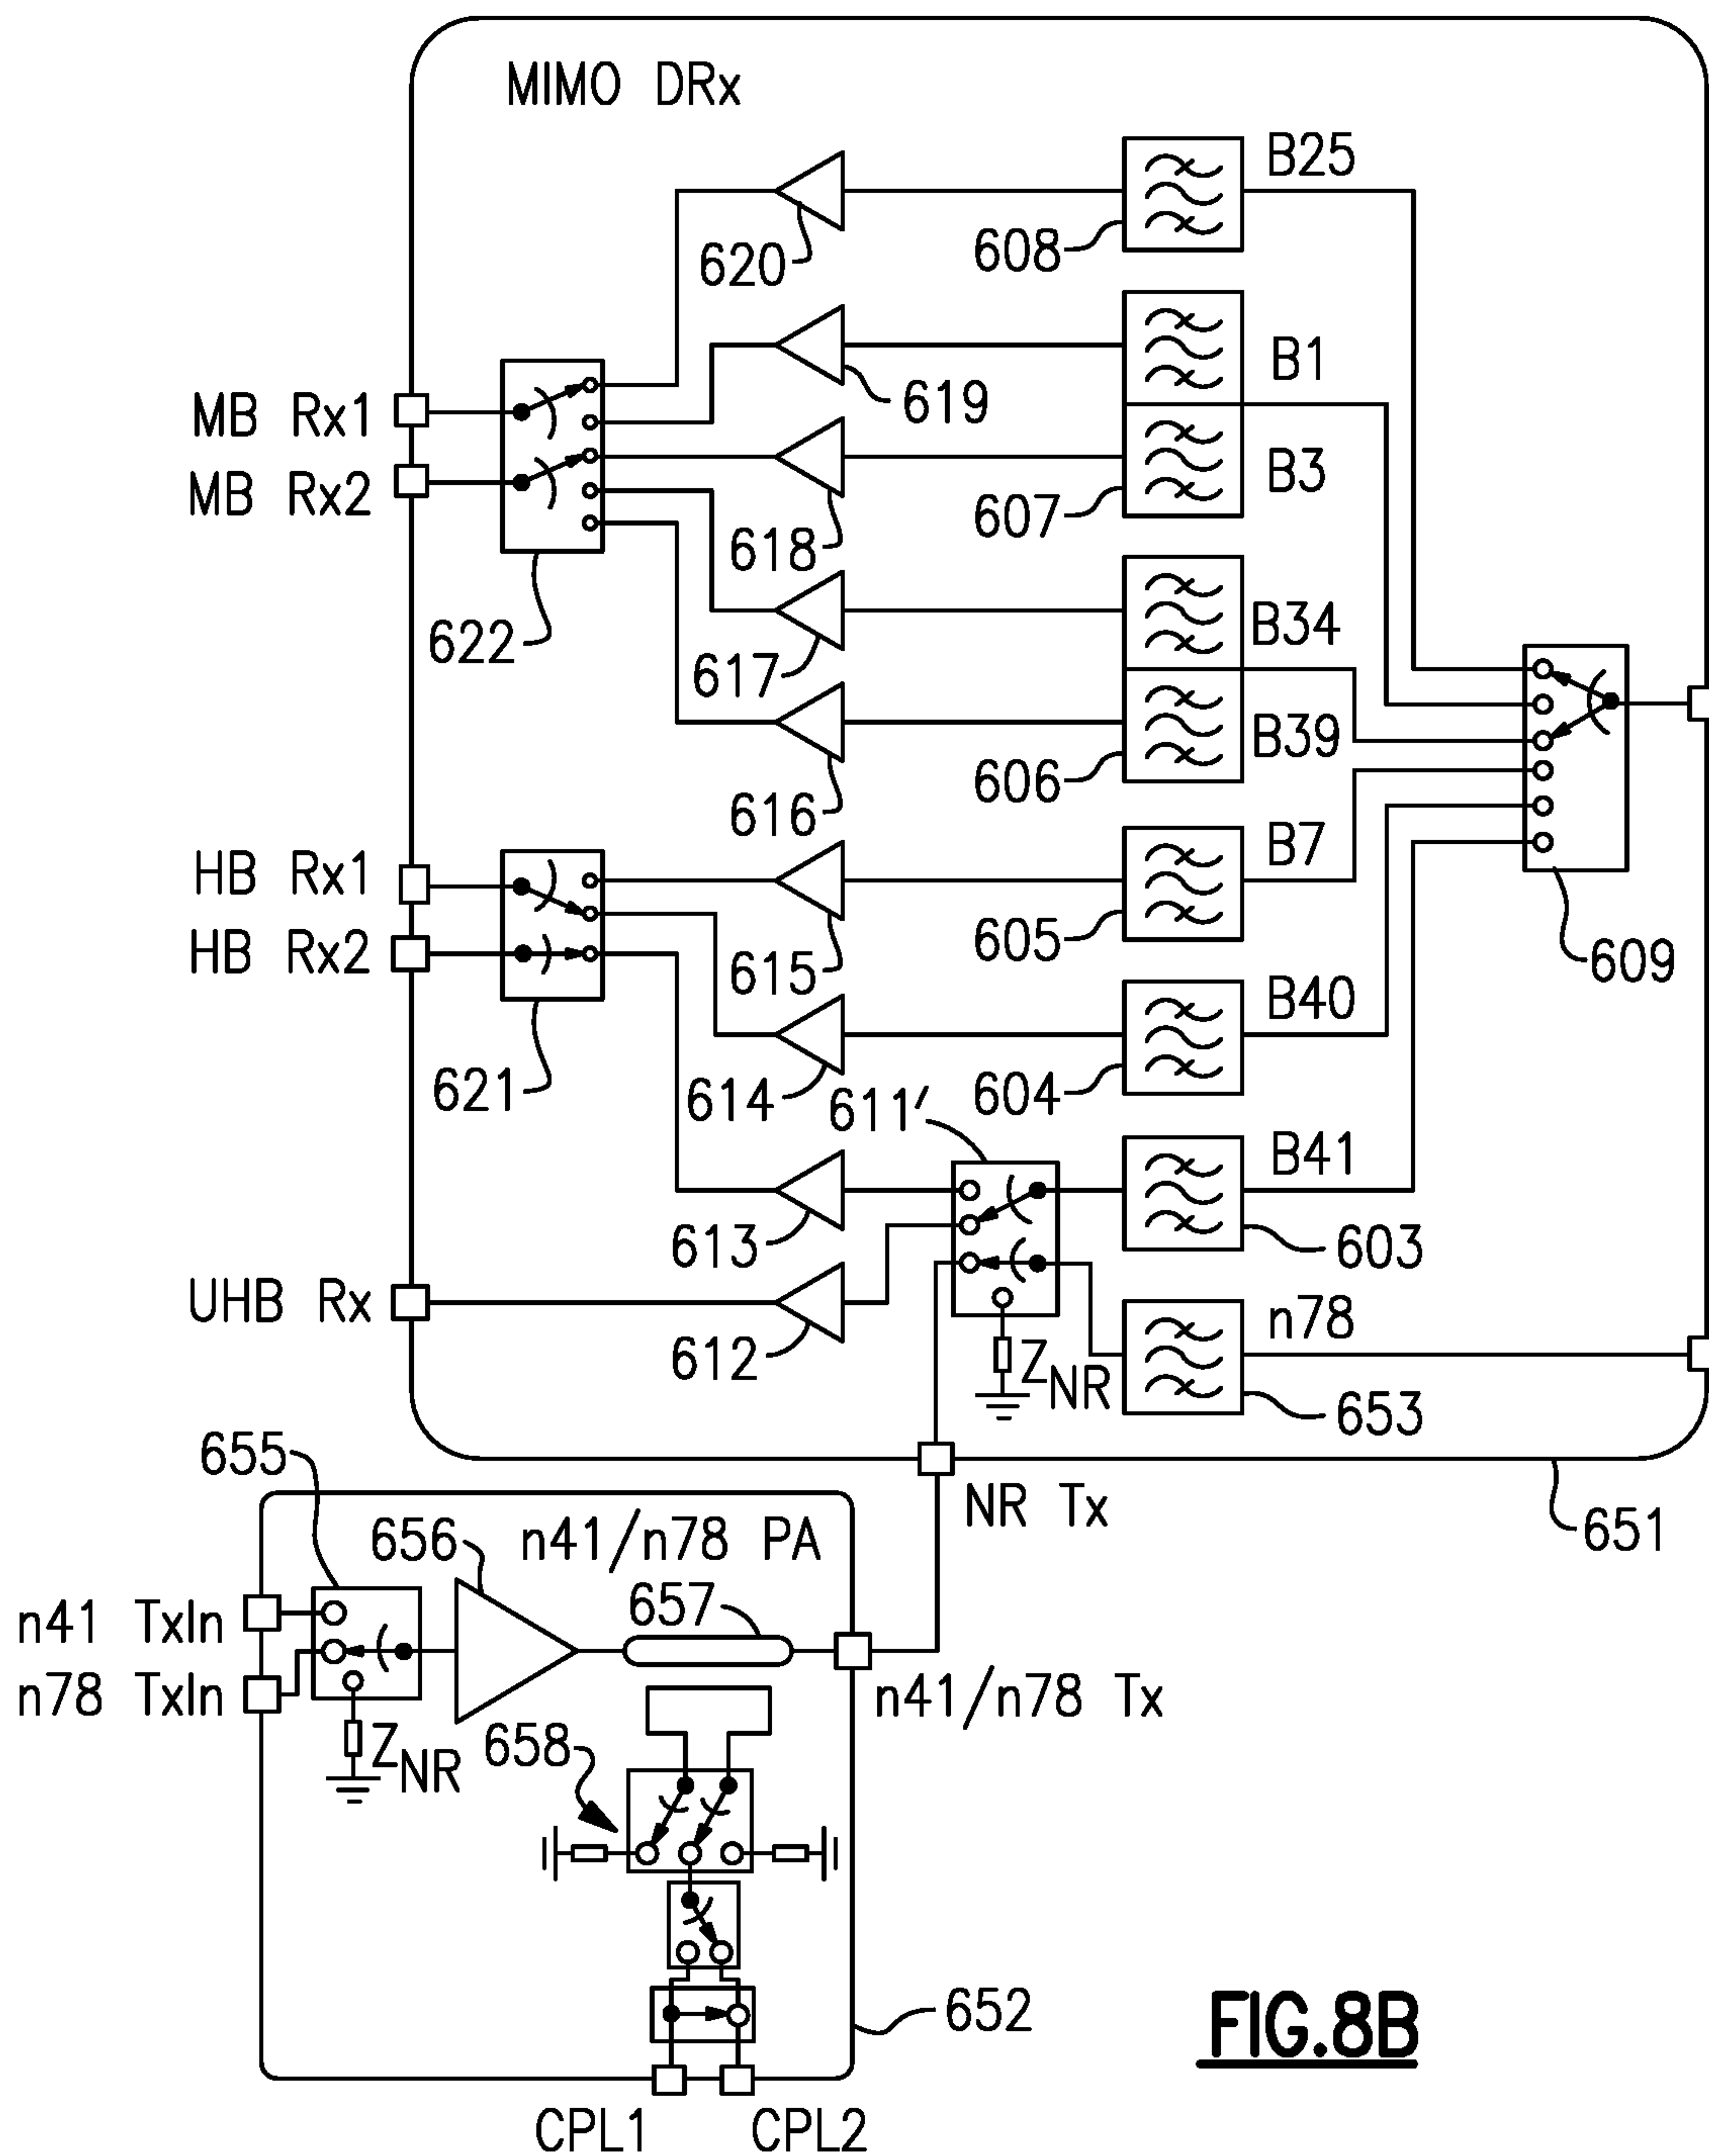 MIMO DRx
B25
620
608
B1
619
MB Rx1
B3
MB Rx2
607
618
B34
622
617
B39
606
616
B7
HB Rx1
605
609
HB Rx2
615
B40
621
614
604
611′
B41
613
603
UHB Rx
n78
612
ZNR
653
655
NR Tx
651
656
n41/n78 PA
657
n41 TxIn
n78 TxIn
n41/n78 Tx
658
ZNR
652
FIG.8B
CPL1
CPL2